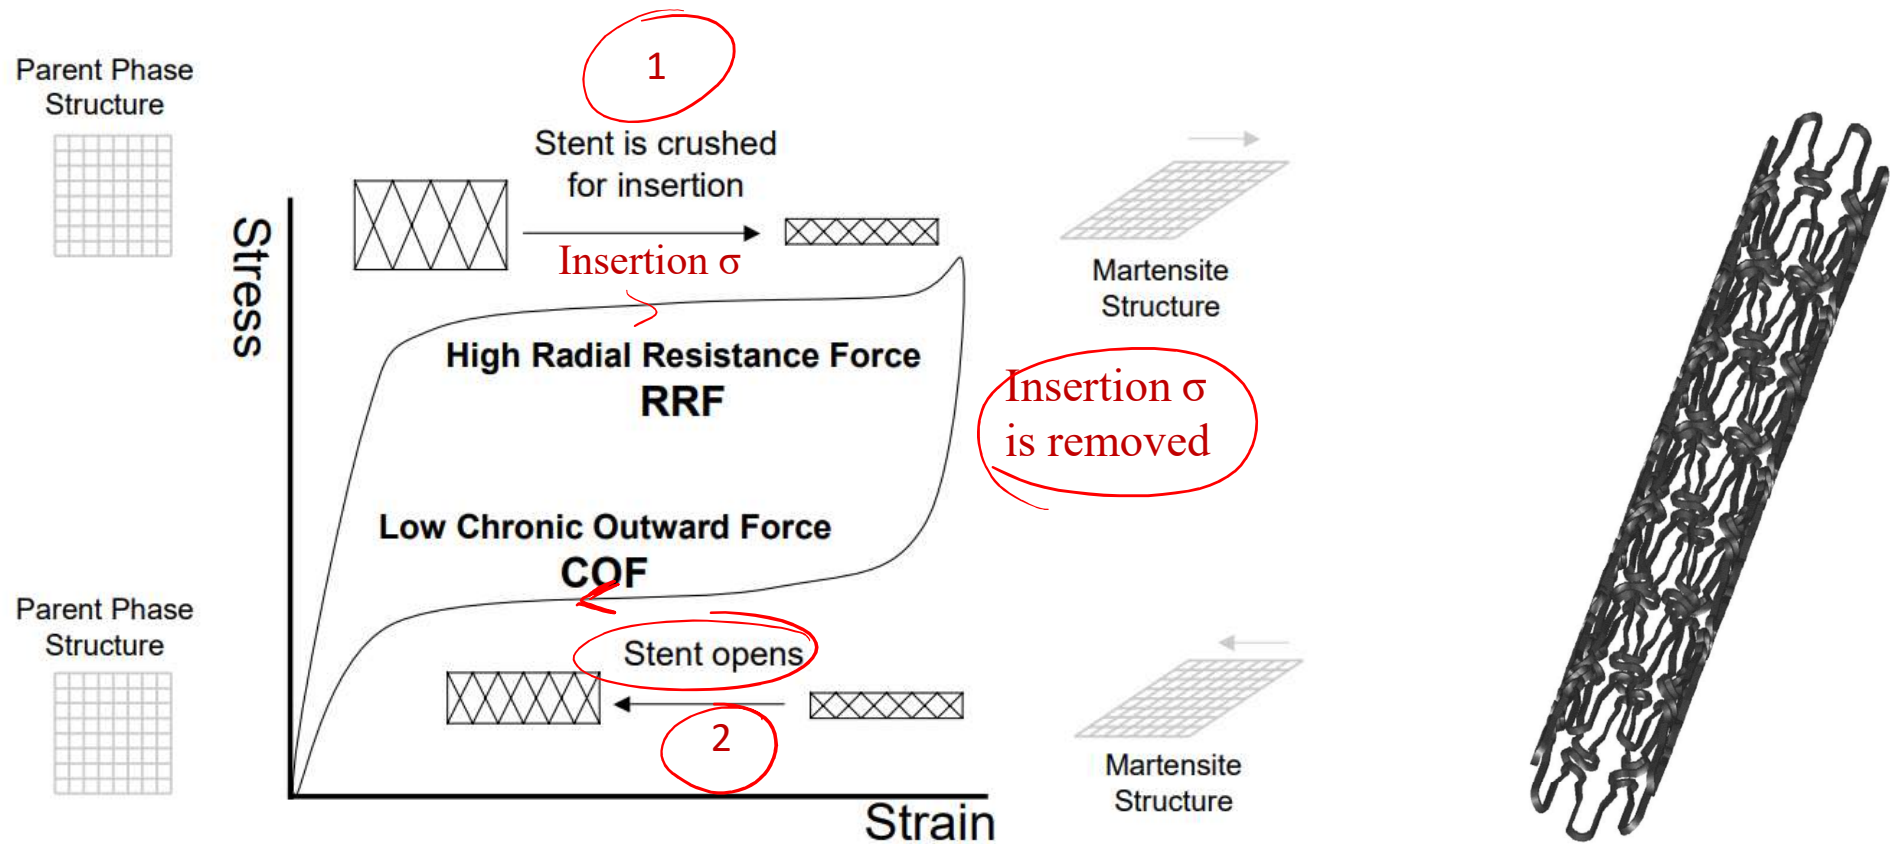 1
Parent Phase
Structure
Stent is crushed
for insertion
Insertion σ
Stress
Martensite
Structure
High Radial Resistance Force
RRF
Insertion σ
is removed
Low Chronic Outward Force
COF
Parent Phase
Structure
Stent opens
2
Martensite
Structure
Strain